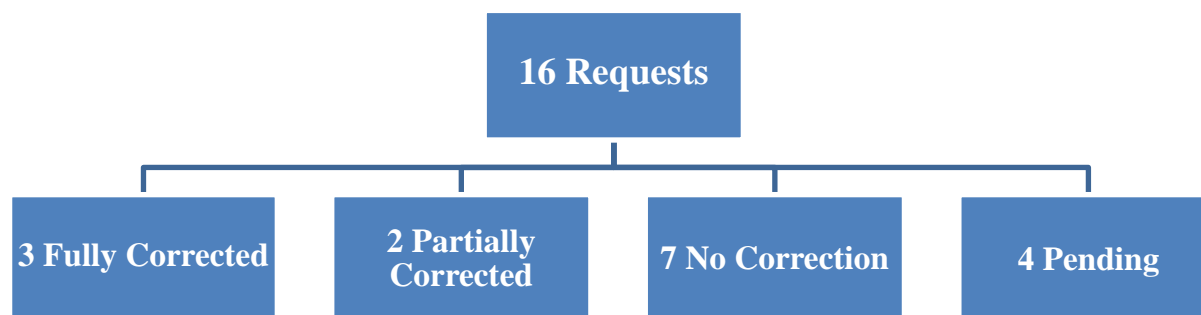 16 Requests
3 Fully Corrected
2 Partially
Corrected
7 No Correction
4 Pending